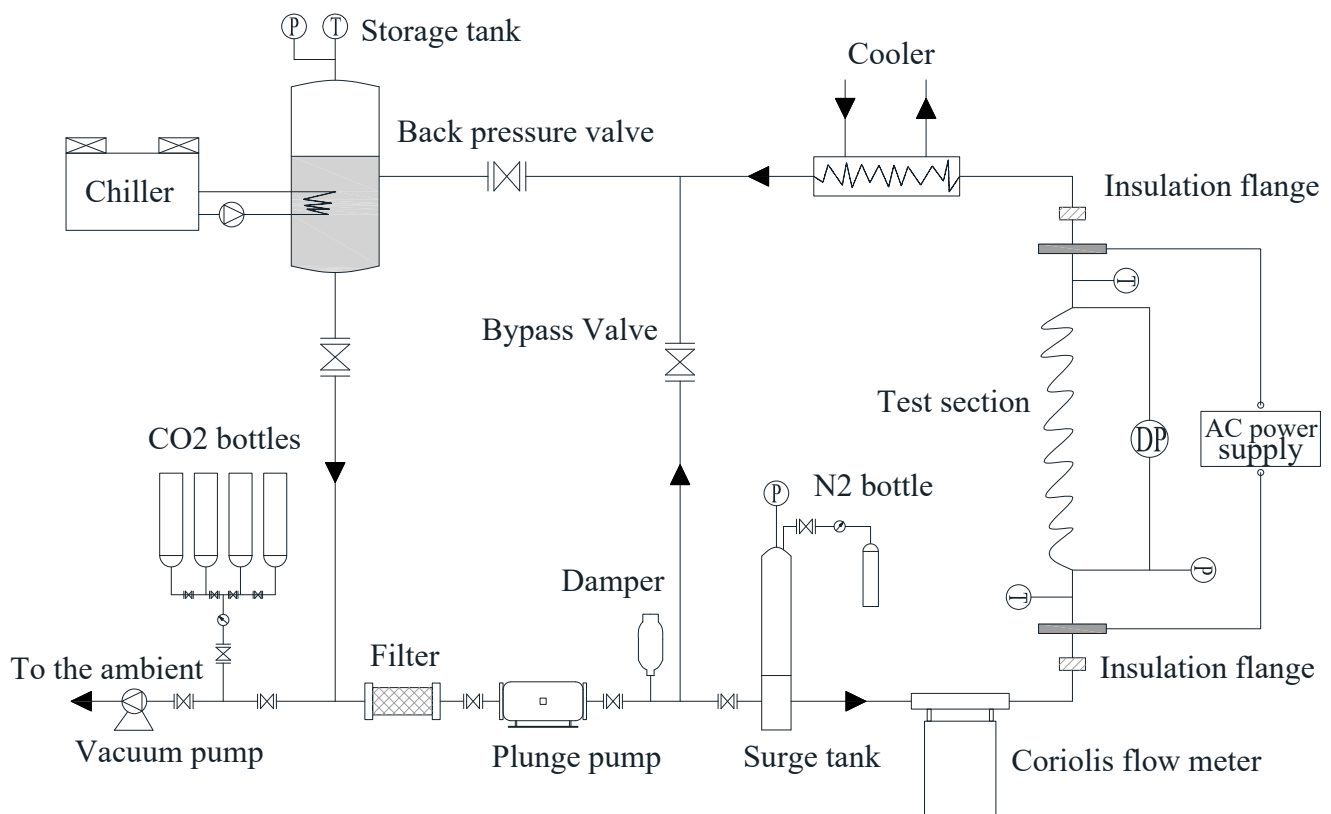 P
T
Storage tank
Cooler
Back pressure valve
Chiller
Insulation flange
T
Bypass Valve
Test section
DP
AC power
supply
CO2 bottles
P
N2 bottle
Damper
P
T
To the ambient
Filter
Insulation flange
Vacuum pump
Plunge pump
Surge tank
Coriolis flow meter